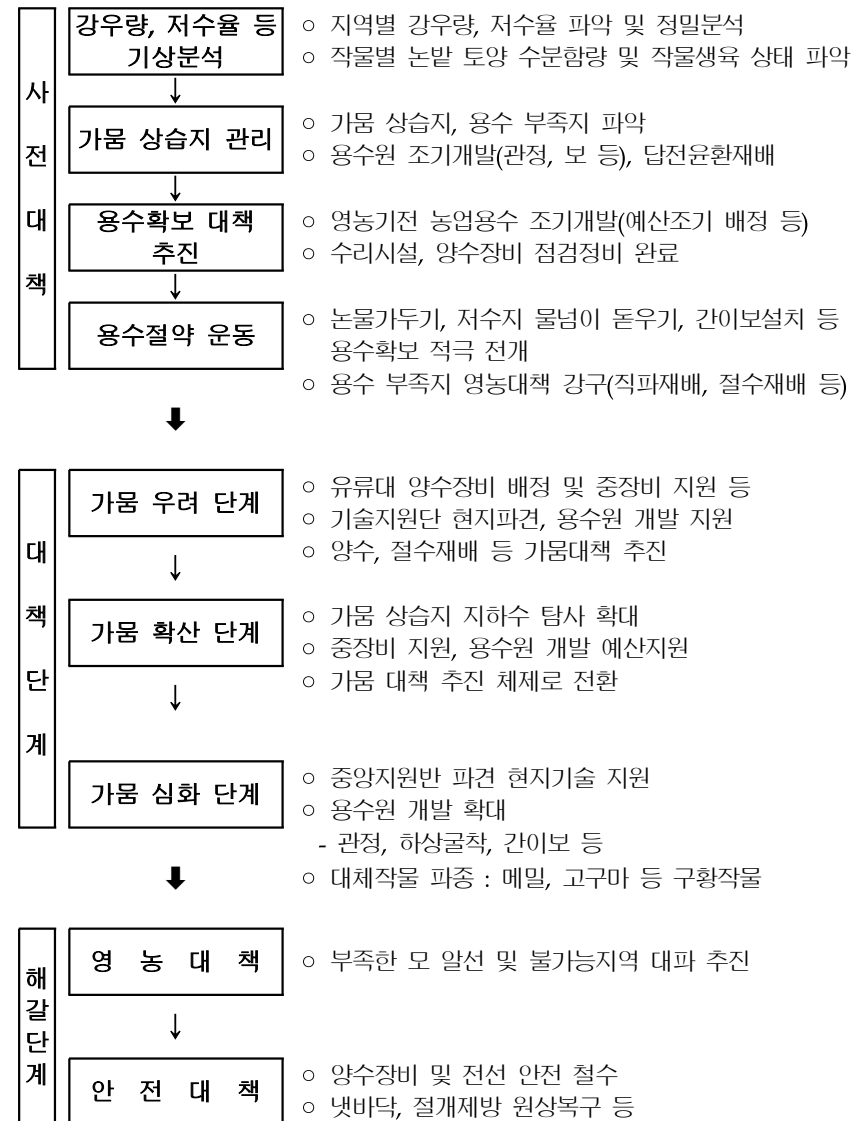 사전대책
강우량, 저수율 등
기상분석
○ 지역별 강우량, 저수율 파악 및 정밀분석
○ 작물별 논밭 토양 수분함량 및 작물생육 상태 파악
↓
가뭄 상습지 관리
○ 가뭄 상습지, 용수 부족지 파악
○ 용수원 조기개발(관정, 보 등), 답전윤환재배
↓
용수확보 대책
추진
○ 영농기전 농업용수 조기개발(예산조기 배정 등)
○ 수리시설, 양수장비 점검정비 완료
↓
용수절약 운동
○ 논물가두기, 저수지 물넘이 돋우기, 간이보설치 등
용수확보 적극 전개
○ 용수 부족지 영농대책 강구(직파재배, 절수재배 등)
⬇
대책단계
가뭄 우려 단계
○ 유류대 양수장비 배정 및 중장비 지원 등
○ 기술지원단 현지파견, 용수원 개발 지원
○ 양수, 절수재배 등 가뭄대책 추진
↓
가뭄 확산 단계
○ 가뭄 상습지 지하수 탐사 확대
○ 중장비 지원, 용수원 개발 예산지원
○ 가뭄 대책 추진 체제로 전환
↓
가뭄 심화 단계
○ 중앙지원반 파견 현지기술 지원
○ 용수원 개발 확대
- 관정, 하상굴착, 간이보 등
○ 대체작물 파종 : 메밀, 고구마 등 구황작물
⬇
해갈단계
영 농 대 책
○ 부족한 모 알선 및 불가능지역 대파 추진
↓
안 전 대 책
○ 양수장비 및 전선 안전 철수
○ 냇바닥, 절개제방 원상복구 등